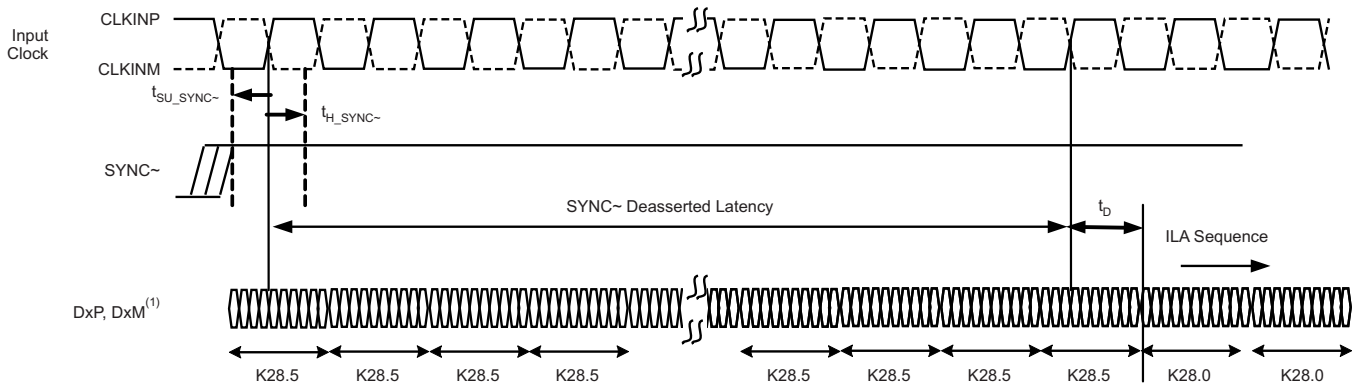 CLKINP
Input
Clock
CLKINM
tSU_SYNC~
tH_SYNC~
SYNC~
SYNC~ Deasserted Latency
tD
ILA Sequence
DxP, DxM(1)
K28.5 K28.5 K28.5 K28.5 K28.5 K28.5 K28.5 K28.5 K28.0 K28.0